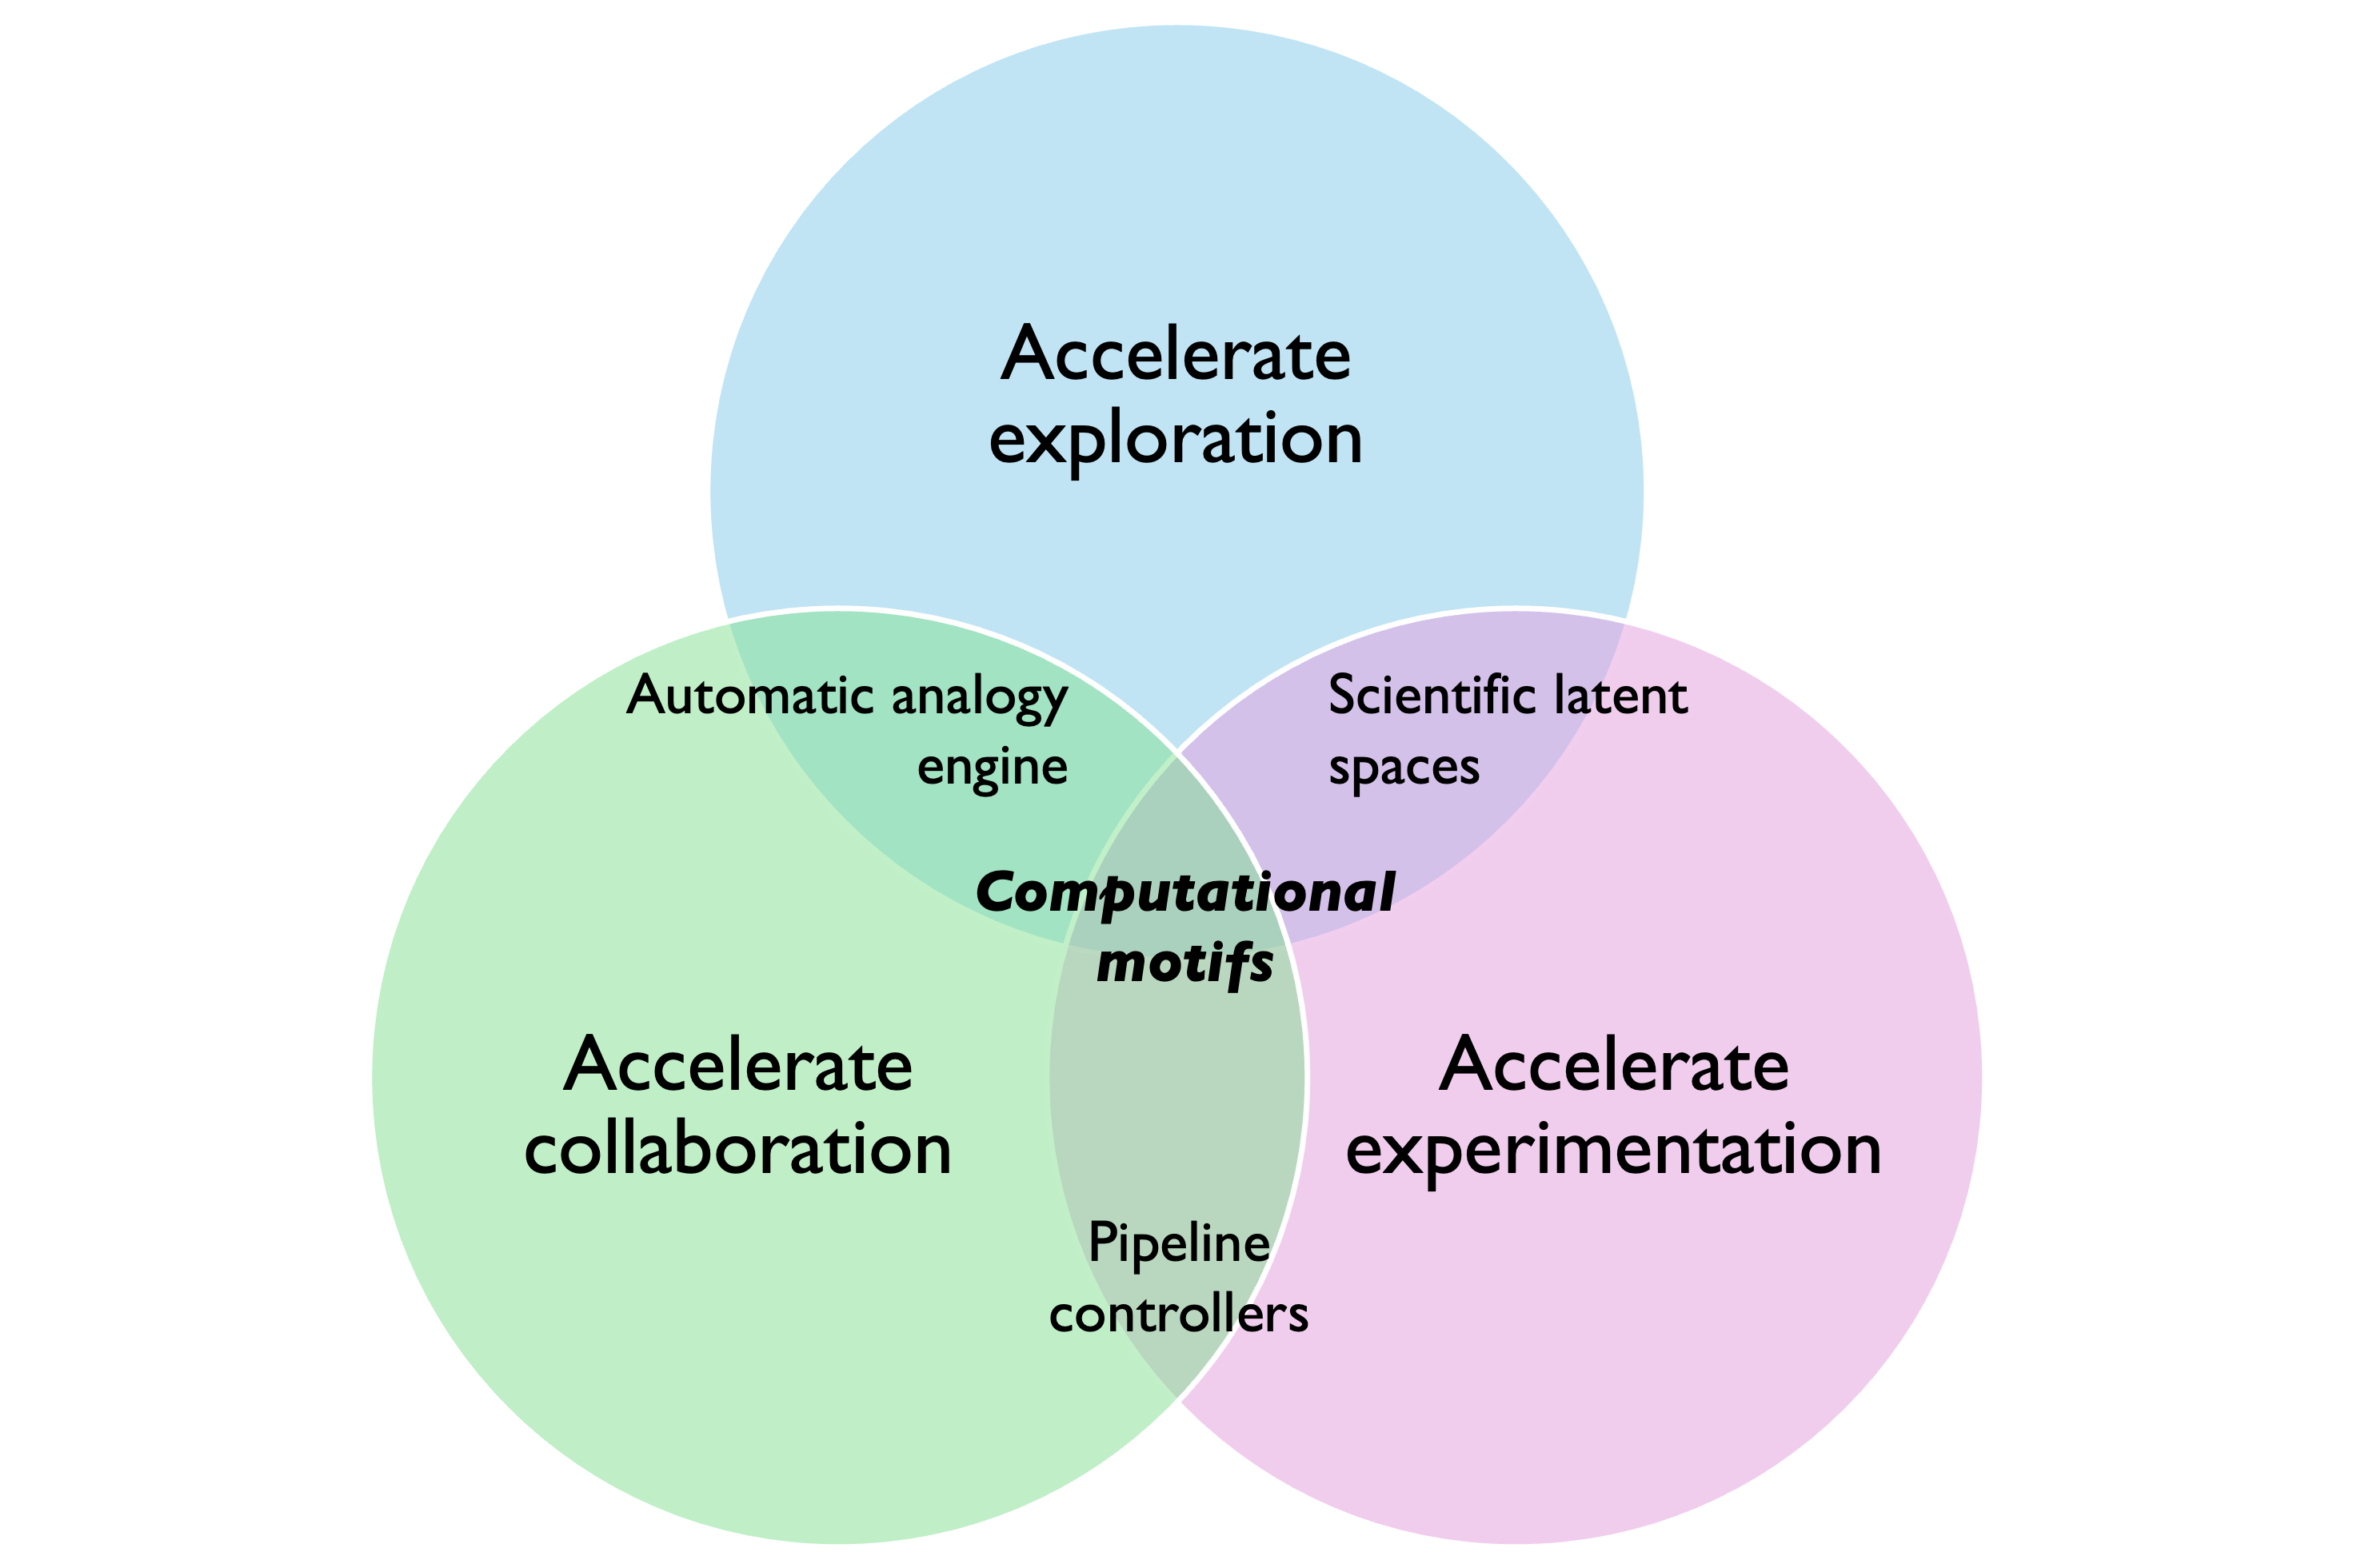 Accelerate
exploration
Automatic analogy
engine
Scientific latent
spaces
Computational
motifs
Accelerate
collaboration
Accelerate
experimentation
Pipeline
controllers